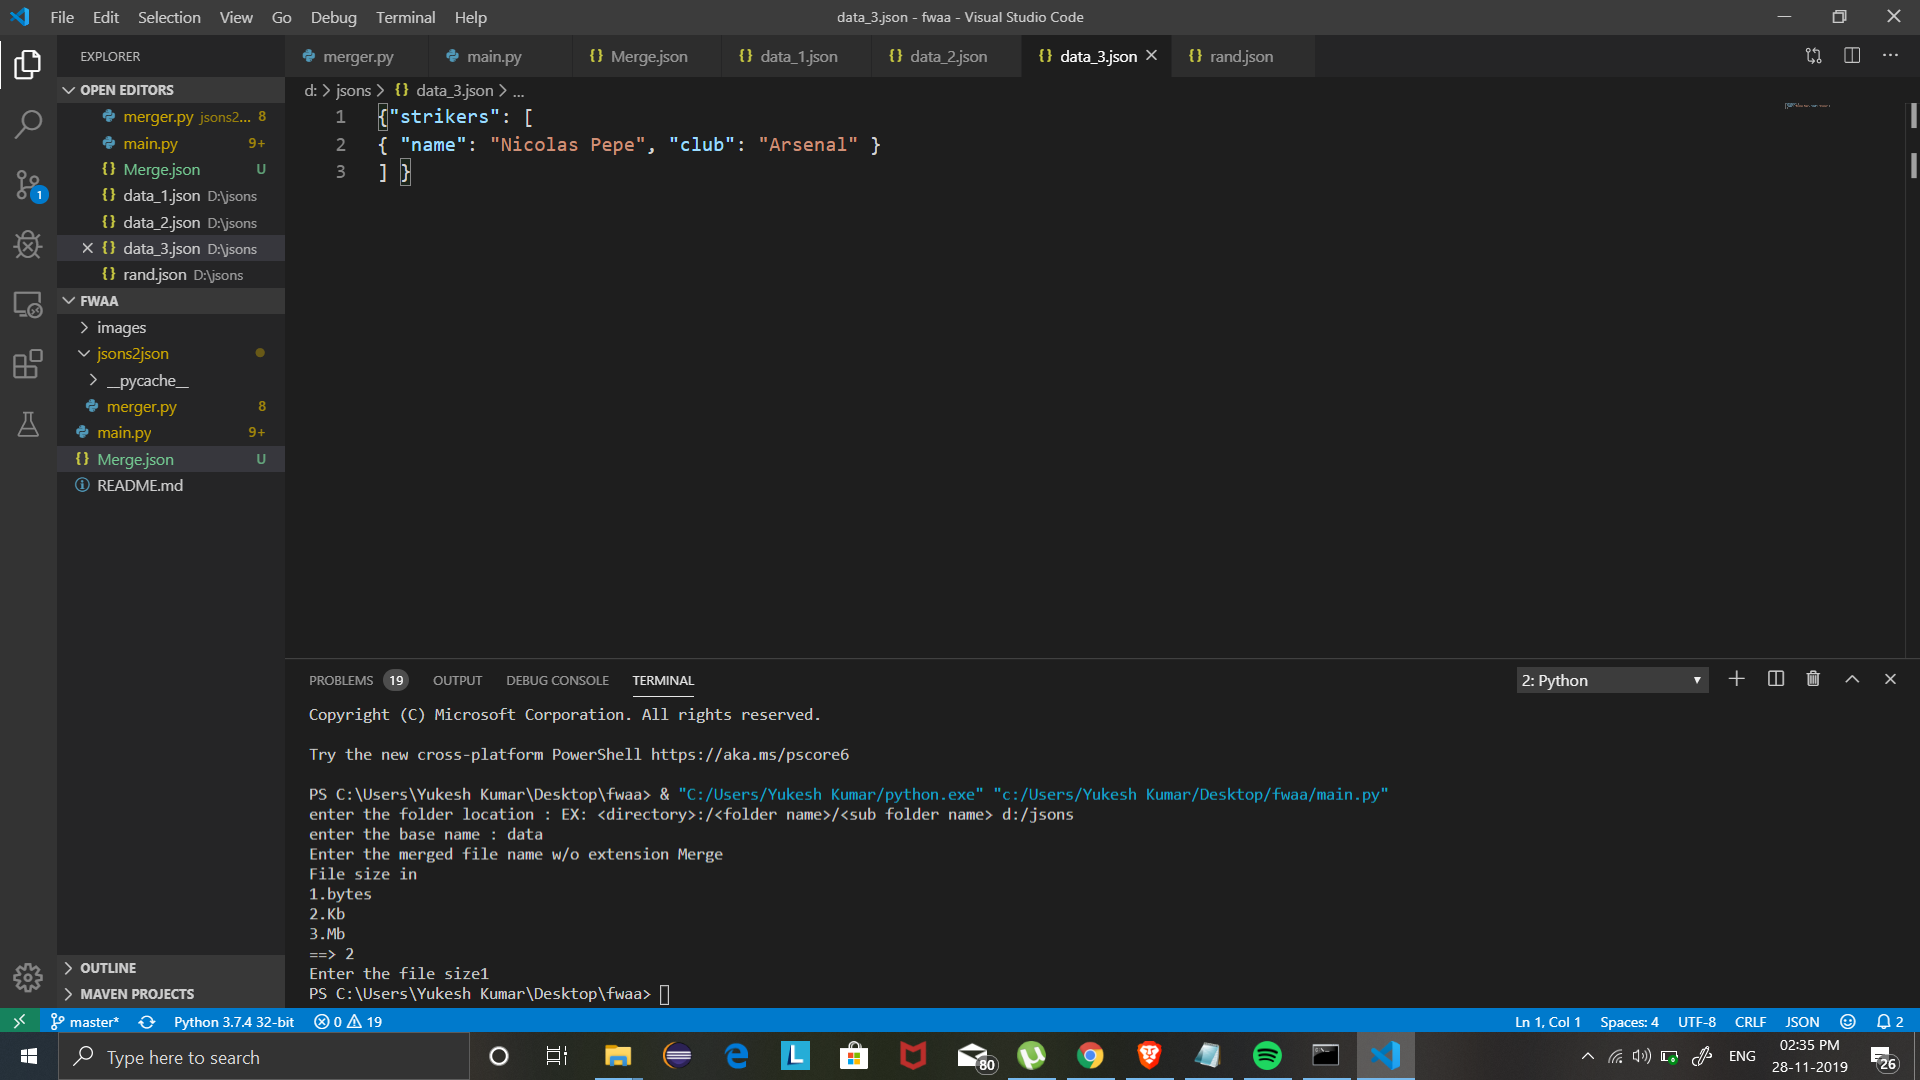 File Edit Selection View Go Debug Terminal Help
data_3.json - fwaa - Visual Studio Code
EXPLORER
merger.py
main.py
Merge.json
data_1.json
data_2.json
data_3.json
rand.json
OPEN EDITORS
merger.py jsons2... 8
main.py 9+
Merge.json U
data_1.json D:\jsons
data_2.json D:\jsons
data_3.json D:\jsons
rand.json D:\jsons
FWAA
images
jsons2json
__pycache__
merger.py 8
main.py 9+
Merge.json U
README.md
OUTLINE
MAVEN PROJECTS
1
d: > jsons > {} data_3.json > ...
1 {"strikers": [
2 { "name": "Nicolas Pepe", "club": "Arsenal" }
3 ] }
PROBLEMS 19 OUTPUT DEBUG CONSOLE TERMINAL
2: Python
Copyright (C) Microsoft Corporation. All rights reserved.
Try the new cross-platform PowerShell https://aka.ms/pscore6
PS C:\Users\Yukesh Kumar\Desktop\fwaa> & "C:/Users/Yukesh Kumar/python.exe" "c:/Users/Yukesh Kumar/Desktop/fwaa/main.py"
enter the folder location : EX: <directory>:/<folder name>/<sub folder name> d:/jsons
enter the base name : data
Enter the merged file name w/o extension Merge
File size in
1.bytes
2.Kb
3.Mb
==> 2
Enter the file size1
PS C:\Users\Yukesh Kumar\Desktop\fwaa>
master* Python 3.7.4 32-bit 0 19
Ln 1, Col 1 Spaces: 4 UTF-8 CRLF JSON 2
Type here to search
L
80
ENG
02:35 PM
28-11-2019
26